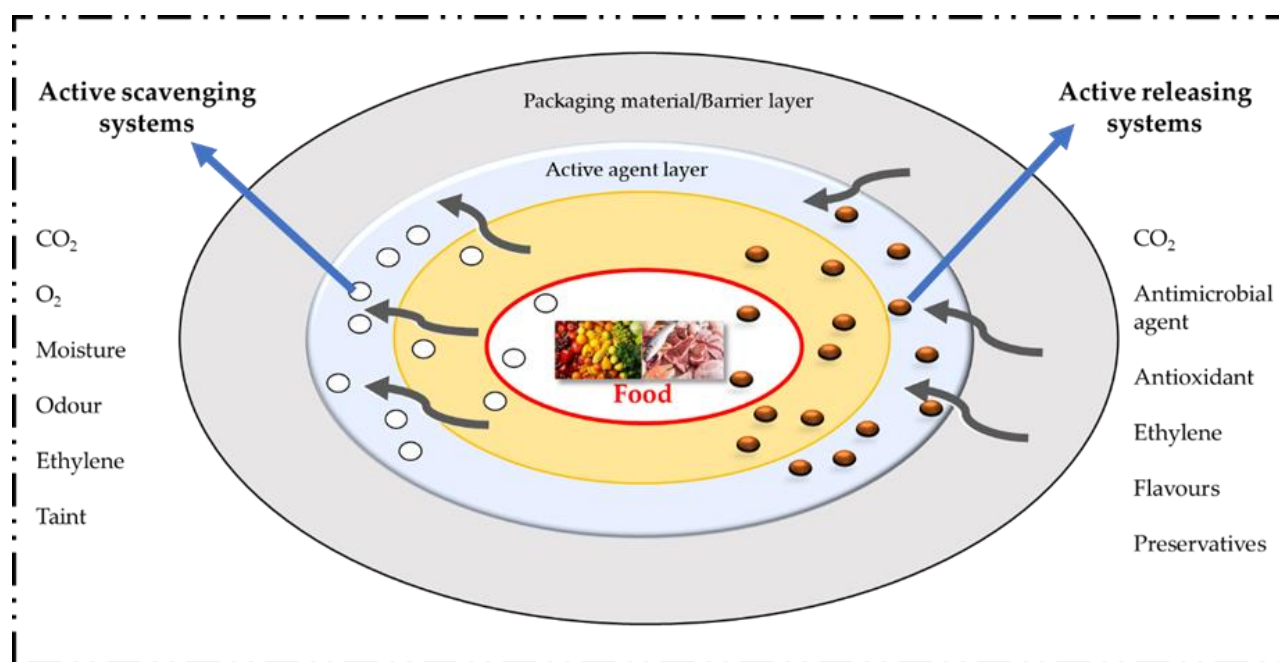 Active scavenging
systems
Packaging material/Barrier layer
Active releasing
systems
Active agent layer
CO₂
O₂
Moisture
Odour
Ethylene
Taint
Food
CO₂
Antimicrobial
agent
Antioxidant
Ethylene
Flavours
Preservatives